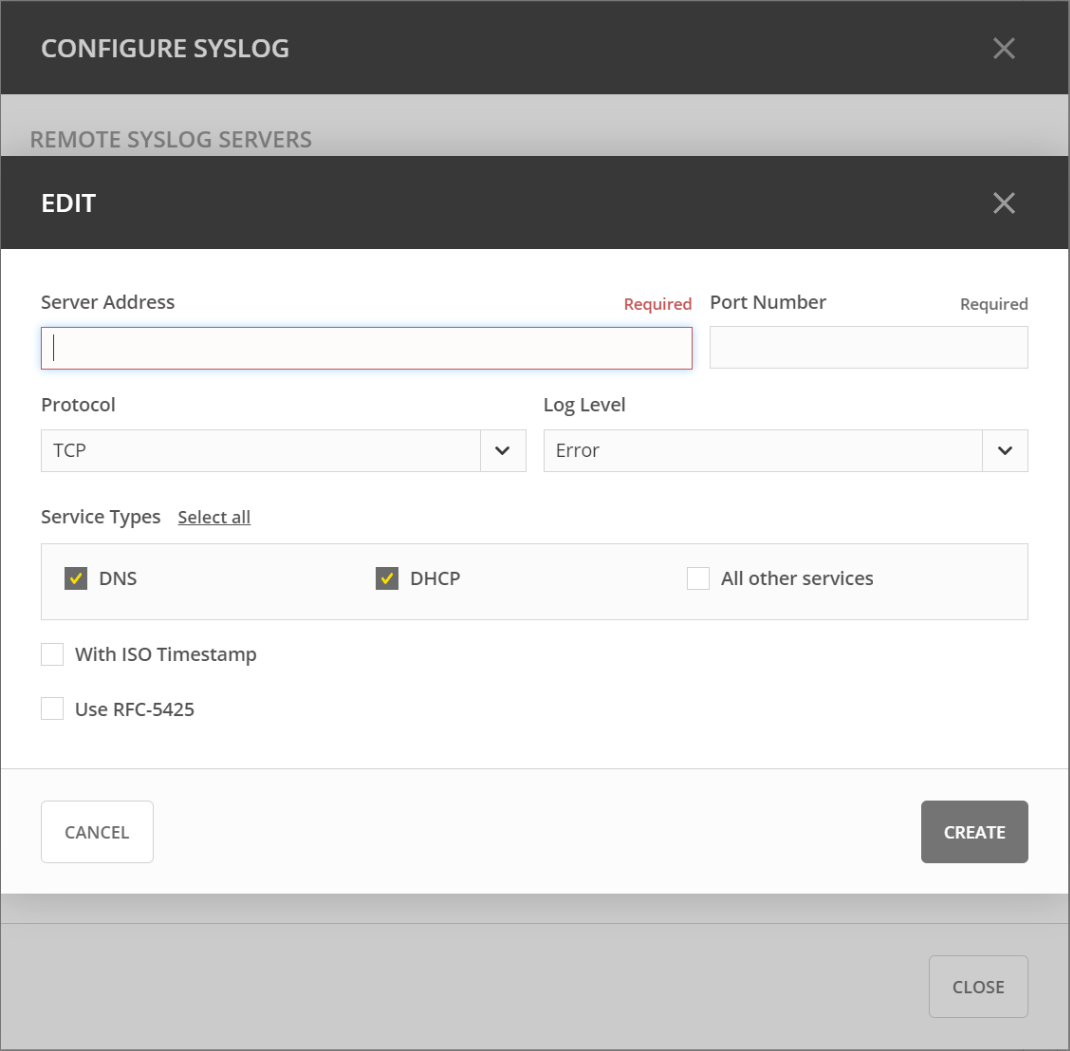 CONFIGURE SYSLOG
REMOTE SYSLOG SERVERS
EDIT
Server Address Required Port Number Required
Protocol Log Level
TCP Error
Service Types Select all
DNS DHCP All other services
With ISO Timestamp
Use RFC-5425
CANCEL CREATE
CLOSE